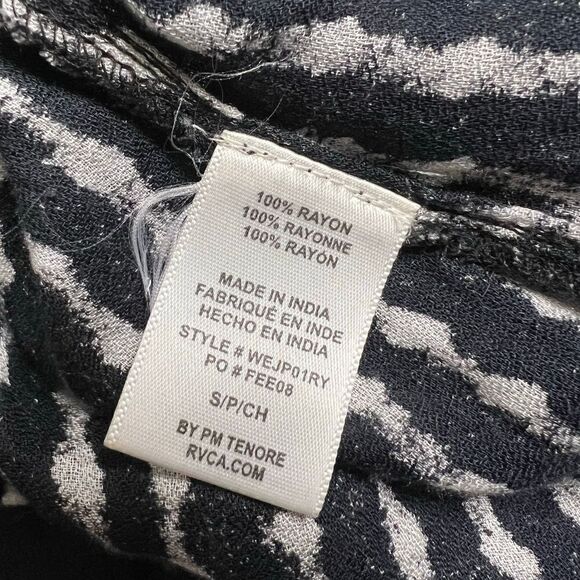 100% RAYON
100% RAYONNE
100% RAYÓN
MADE IN INDIA
FABRIQUÉ EN INDE
HECHO EN INDIA
STYLE # WEJP01RY
PO # FEE08
S/P/CH
BY PM TENORE
RVCA.COM